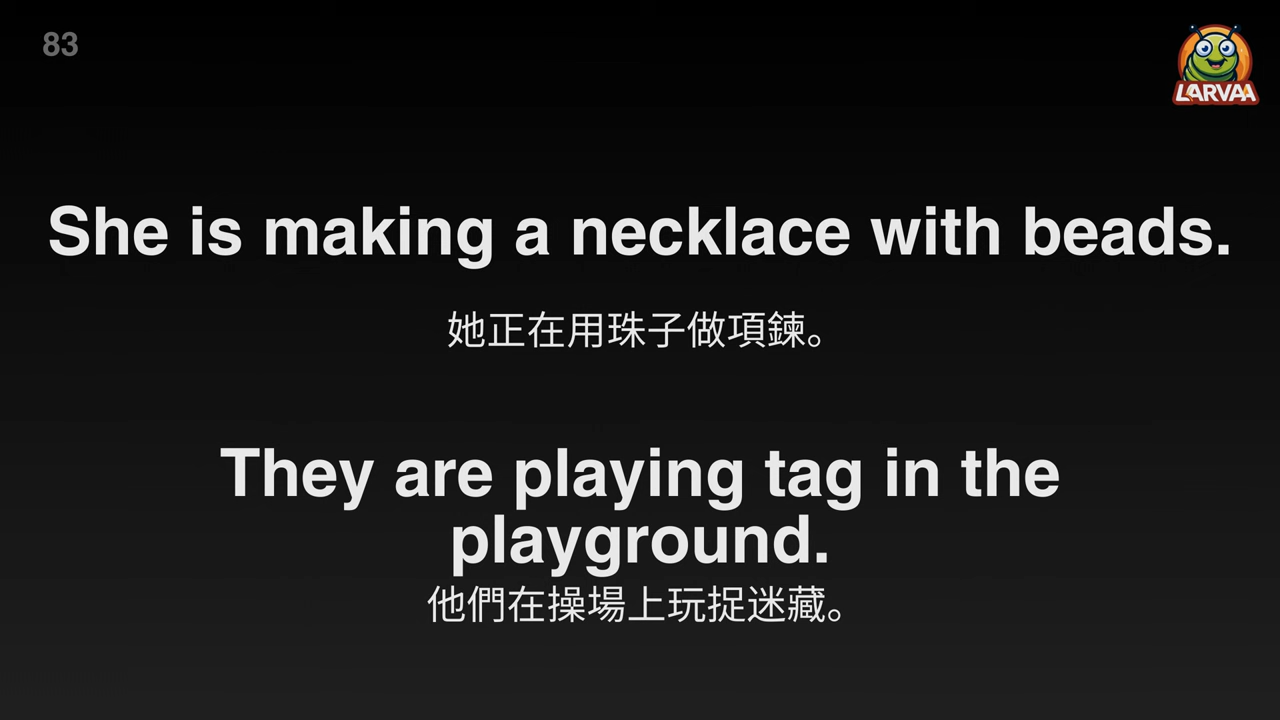 83
LARVAA
She is making a necklace with beads.
她正在用珠子做項鍊。
They are playing tag in the
playground.
他們在操場上玩捉迷藏。